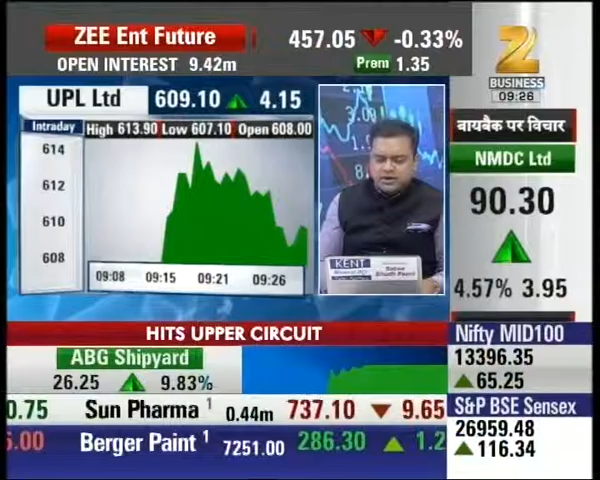 ZEE Ent Future
457.05 -0.33%
OPEN INTEREST 9.42m
Prem 1.35
Z
BUSINESS
09:26
UPL Ltd 609.10 4.15
Intraday High 613.90 Low 607.10 Open 608.00
614
612
610
608
09:08 09:15 09:21 09:26
3.00
KENT
बायबैक पर विचार
NMDC Ltd
90.30
4.57% 3.95
HITS UPPER CIRCUIT
ABG Shipyard
26.25 9.83%
Nifty MID100
13396.35
65.25
0.75 Sun Pharma 1 0.44m 737.10 9.65
6.00 Berger Paint 1 7251.00 286.30 1.2
S&P BSE Sensex
26959.48
116.34